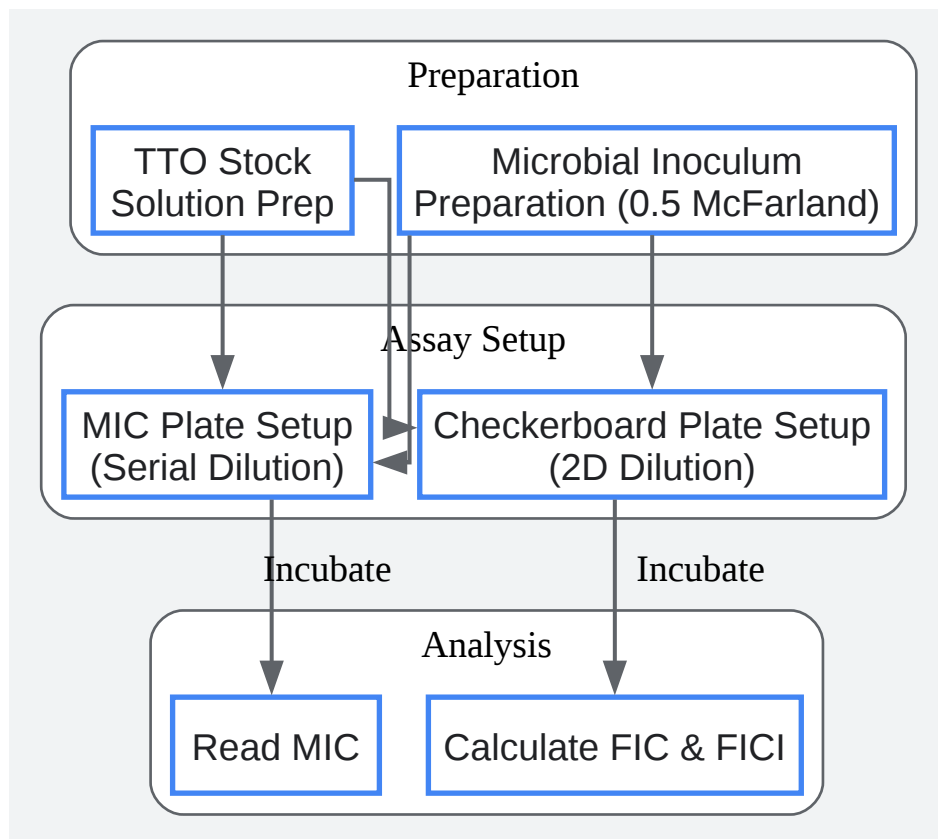 Preparation
TTO Stock
Solution Prep
Microbial Inoculum
Preparation (0.5 McFarland)
Assay Setup
MIC Plate Setup
(Serial Dilution)
Checkerboard Plate Setup
(2D Dilution)
Incubate
Incubate
Analysis
Read MIC
Calculate FIC & FICI